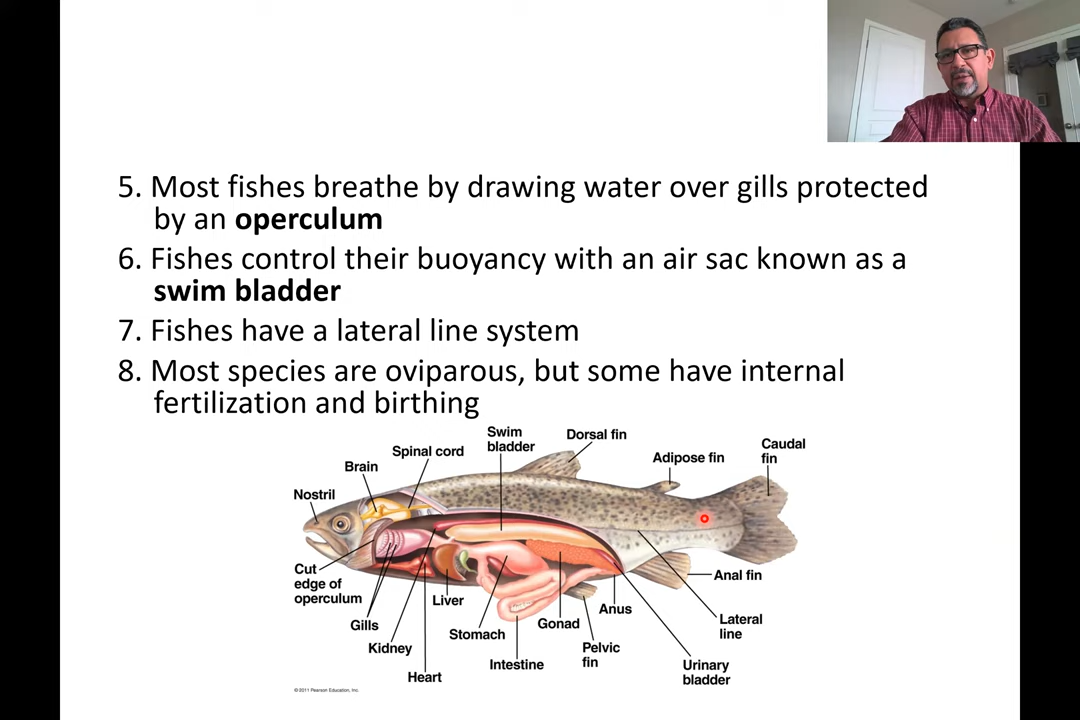 5. Most fishes breathe by drawing water over gills protected
by an operculum
6. Fishes control their buoyancy with an air sac known as a
swim bladder
7. Fishes have a lateral line system
8. Most species are oviparous, but some have internal
fertilization and birthing
Swim
bladder
Dorsal fin
Caudal
fin
Spinal cord
Adipose fin
Brain
Nostril
Cut
edge of
operculum
Anal fin
Liver
Anus
Gills
Gonad
Lateral
line
Stomach
Kidney
Pelvic
fin
Intestine
Urinary
bladder
Heart
©2011 Pearson Education, Inc.